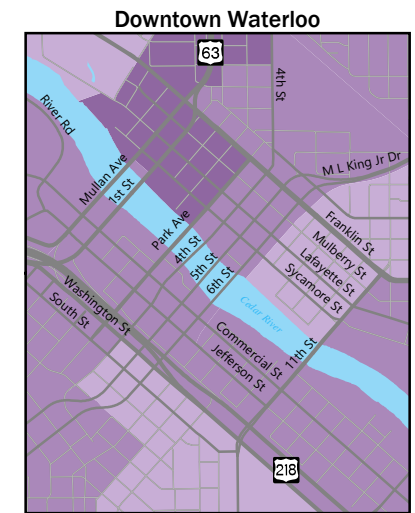 Downtown Waterloo
63
4th St
River Rd
M L King Jr Dr
Mullan Ave
1st St
Park Ave
Franklin St
4th St
Mulberry St
5th St
Lafayette St
6th St
Sycamore St
Washington St
South St
Cedar River
Commercial St
11th St
Jefferson St
218